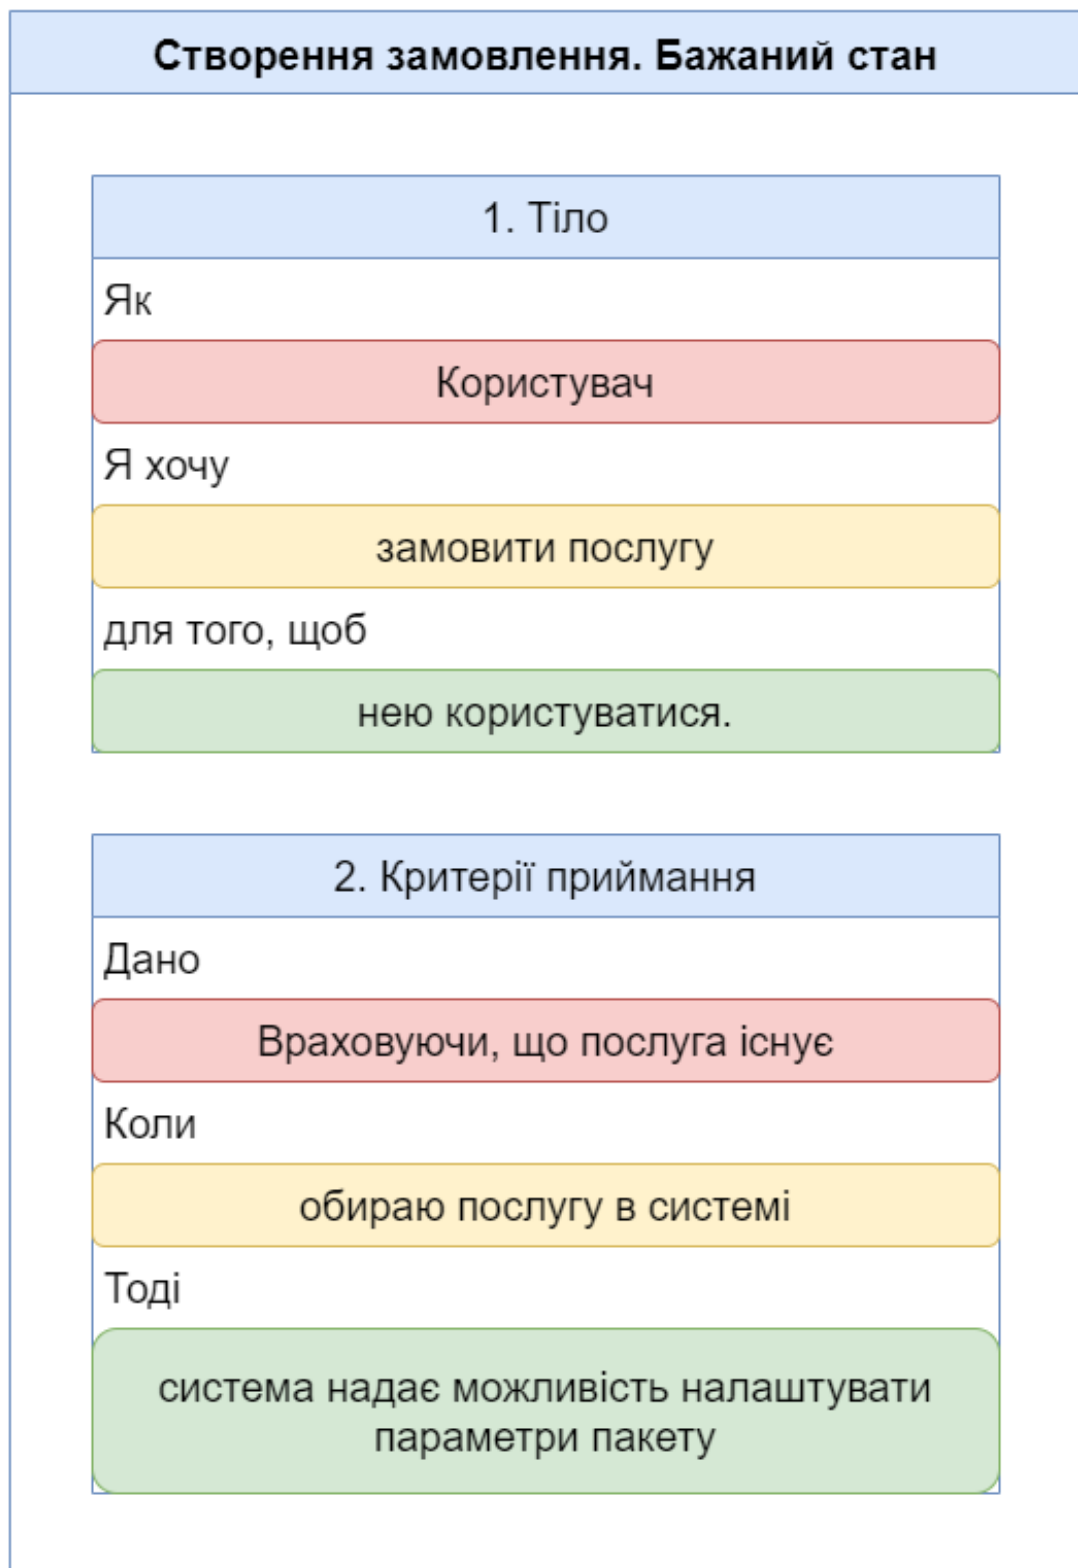 Створення замовлення. Бажаний стан
1. Тіло
Як
Користувач
Я хочу
замовити послугу
для того, щоб
нею користуватися.
2. Критерії приймання
Дано
Враховуючи, що послуга існує
Коли
обираю послугу в системі
Тоді
система надає можливість налаштувати
параметри пакету